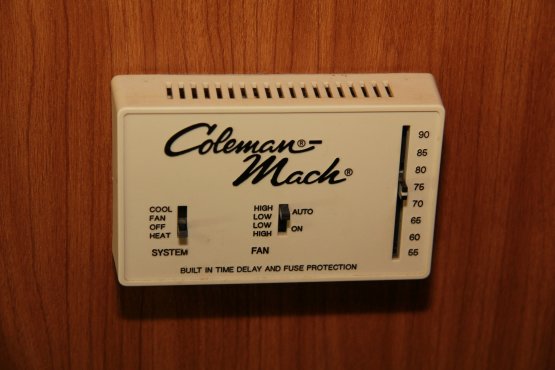 Coleman®-
Mach®
90
85
80
75
70
65
60
55
COOL
FAN
OFF
HEAT
SYSTEM
HIGH
LOW
LOW
HIGH
AUTO
ON
FAN
BUILT IN TIME DELAY AND FUSE PROTECTION